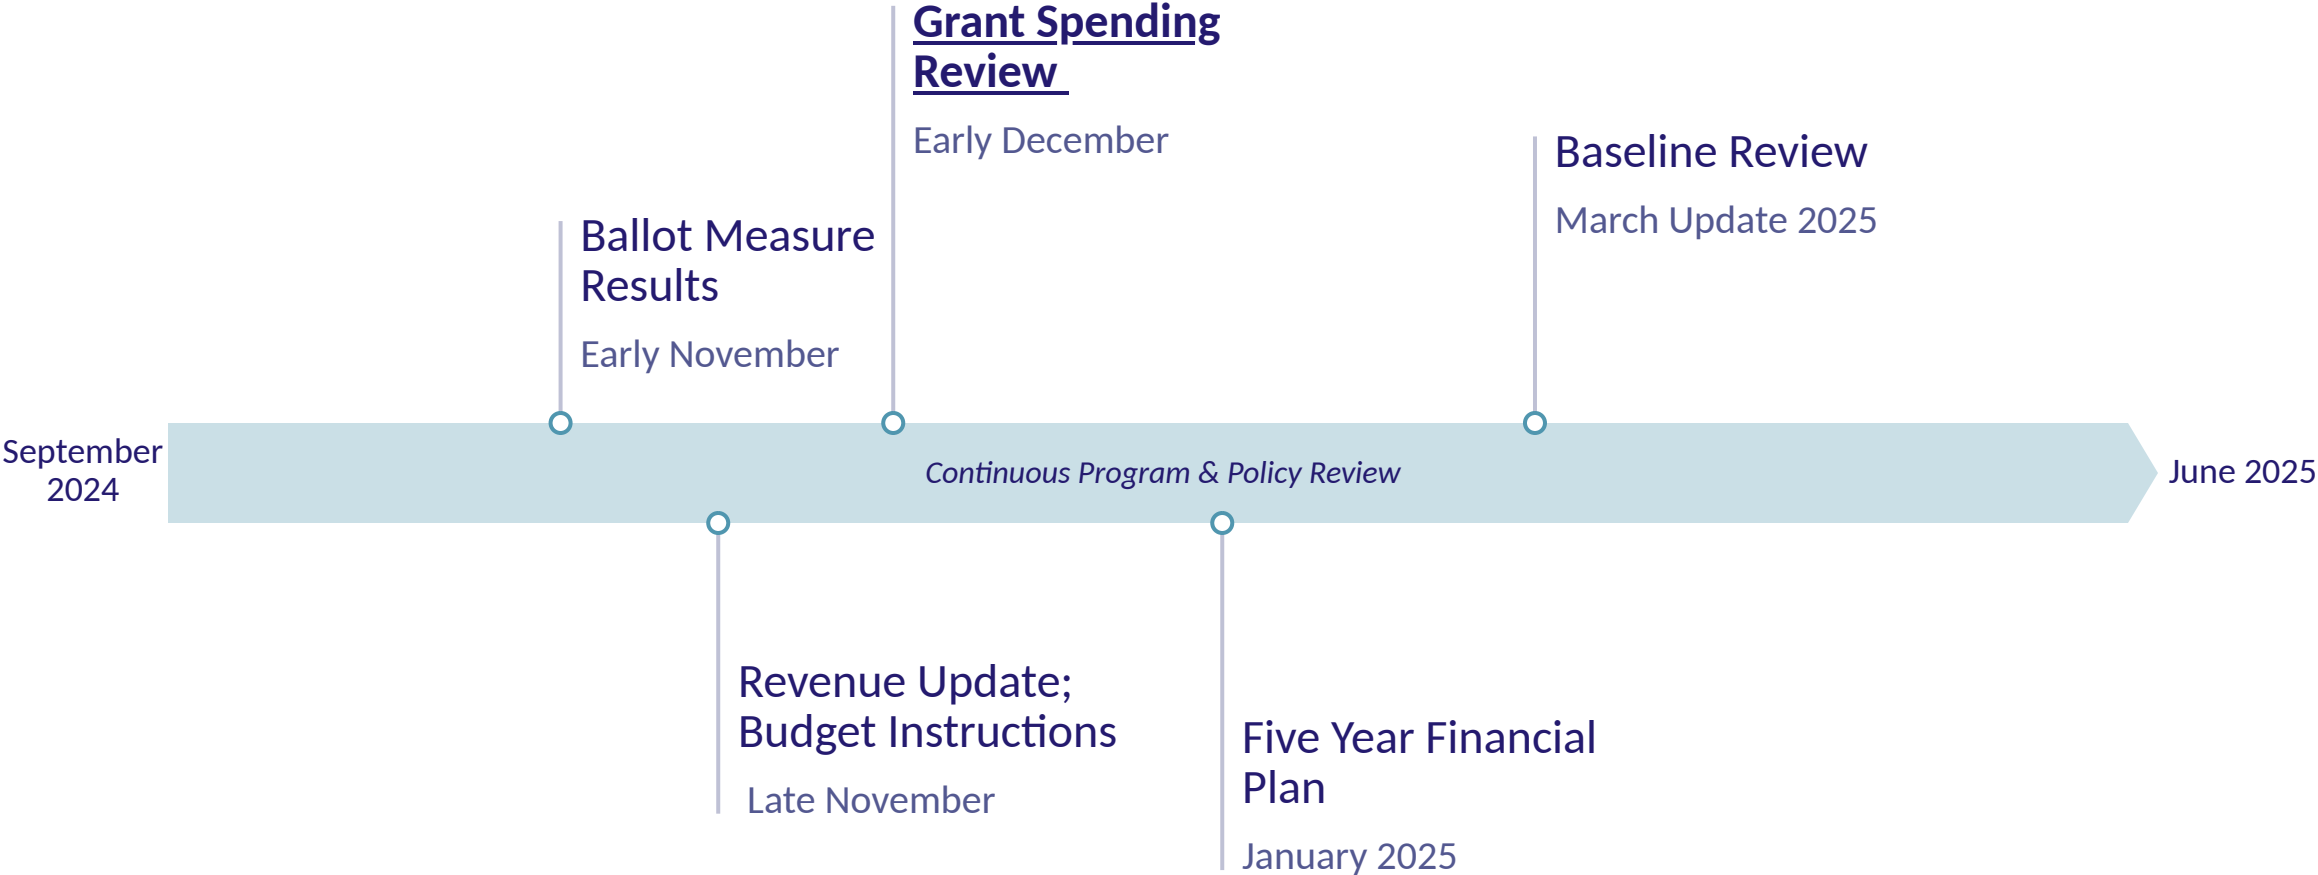 Grant Spending
Review
Early December
Baseline Review
March Update 2025
Ballot Measure
Results
Early November
September
2024
Continuous Program & Policy Review
June 2025
Revenue Update;
Budget Instructions
Late November
Five Year Financial
Plan
January 2025